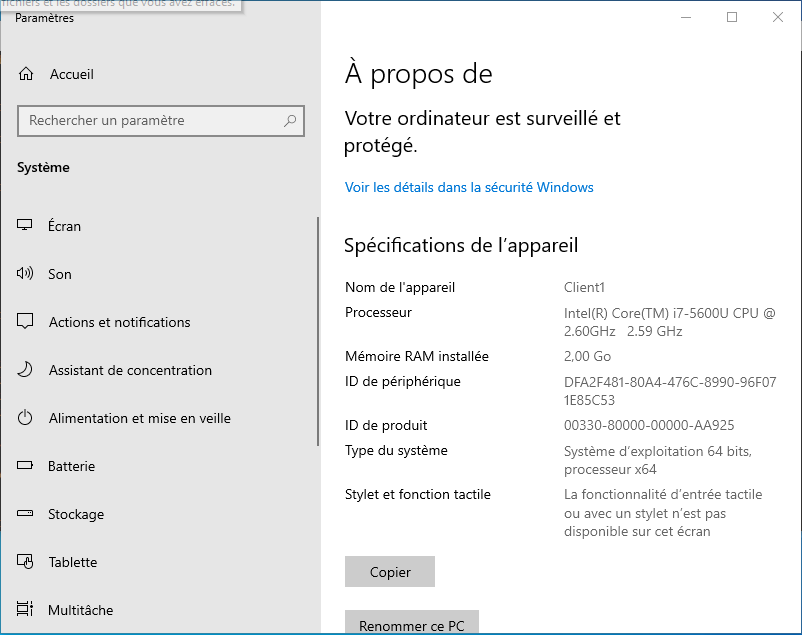 fichiers et les dossiers que vous avez effacés.
Paramètres
Accueil
Rechercher un paramètre
Système
Écran
Son
Actions et notifications
Assistant de concentration
Alimentation et mise en veille
Batterie
Stockage
Tablette
Multitâche
À propos de
Votre ordinateur est surveillé et
protégé.
Voir les détails dans la sécurité Windows
Spécifications de l'appareil
Nom de l'appareil Client1
Processeur Intel(R) Core(TM) i7-5600U CPU @
2.60GHz 2.59 GHz
Mémoire RAM installée 2,00 Go
ID de périphérique DFA2F481-80A4-476C-8990-96F07
1E85C53
ID de produit 00330-80000-00000-AA925
Type du système Système d'exploitation 64 bits,
processeur x64
Stylet et fonction tactile La fonctionnalité d'entrée tactile
ou avec un stylet n'est pas
disponible sur cet écran
Copier
Renommer ce PC